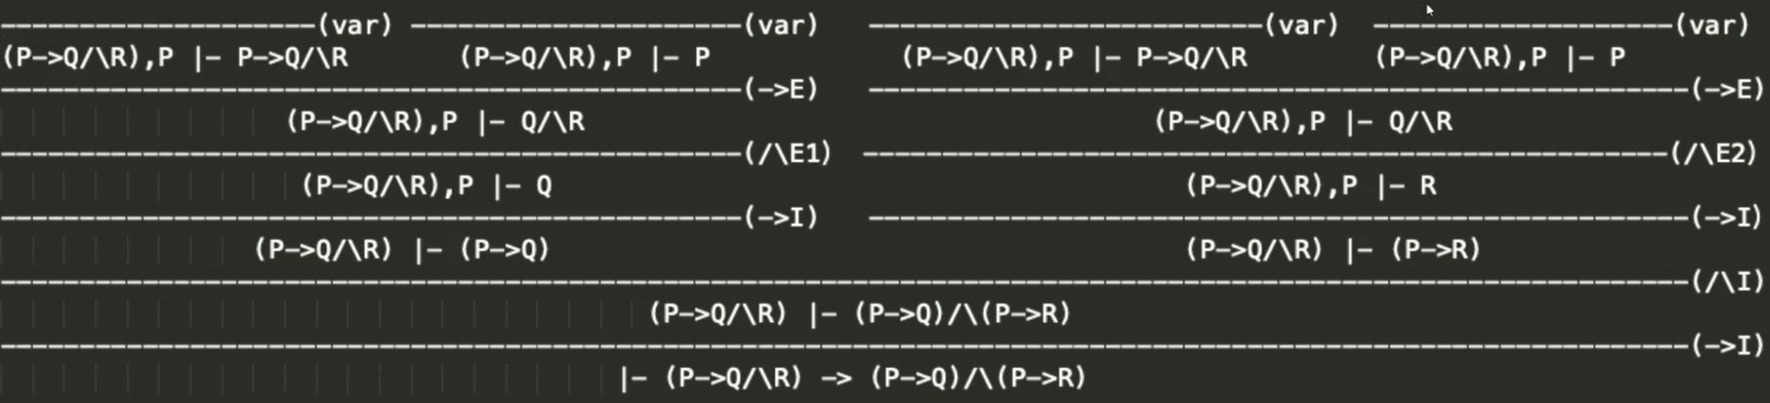 --------------------(var) ---------------------(var)   -------------------------(var)  -------------------(var)
(P->Q/\R),P |- P->Q/\R       (P->Q/\R),P |- P            (P->Q/\R),P |- P->Q/\R        (P->Q/\R),P |- P
-----------------------------------------------(->E)   ----------------------------------------------------(->E)
                  (P->Q/\R),P |- Q/\R                                    (P->Q/\R),P |- Q/\R
-----------------------------------------------(/\E1)  ---------------------------------------------------(/\E2)
                   (P->Q/\R),P |- Q                                        (P->Q/\R),P |- R
-----------------------------------------------(->I)   ----------------------------------------------------(->I)
                (P->Q/\R) |- (P->Q)                                        (P->Q/\R) |- (P->R)
-----------------------------------------------------------------------------------------------------------(/\I)
                                         (P->Q/\R) |- (P->Q)/\(P->R)
-----------------------------------------------------------------------------------------------------------(->I)
                                       |- (P->Q/\R) -> (P->Q)/\(P->R)